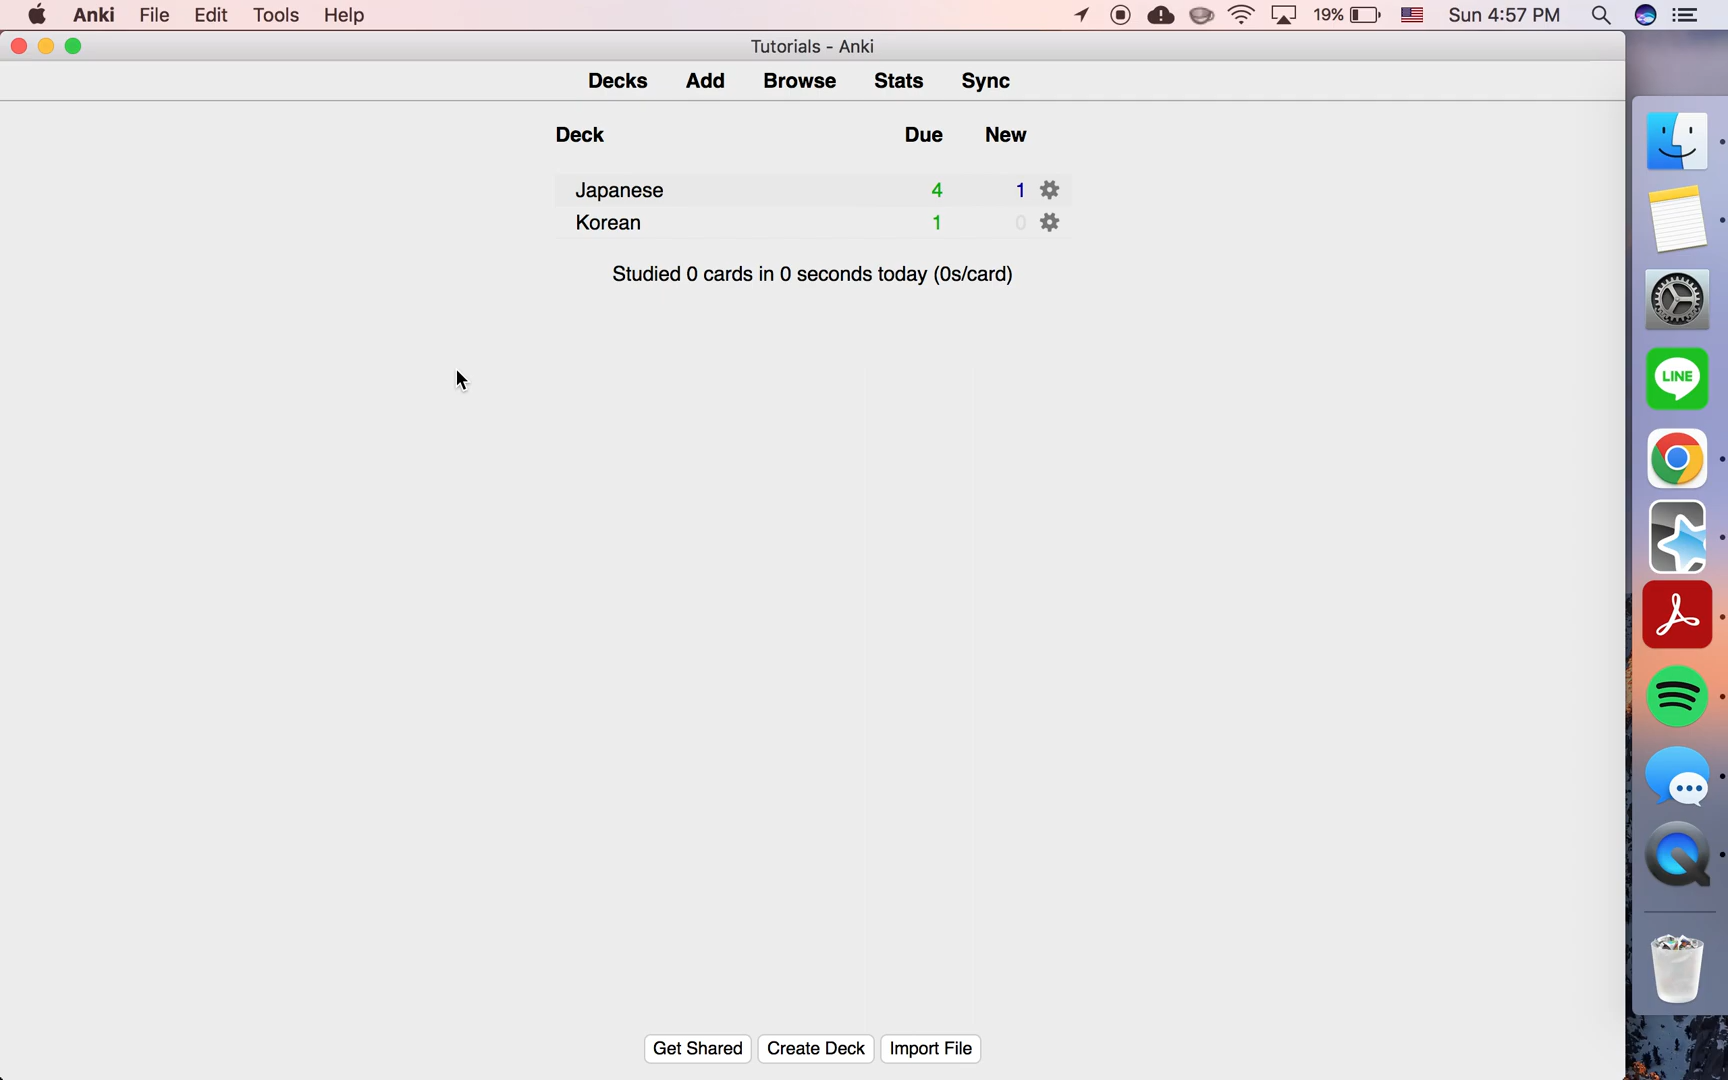 Anki File Edit Tools Help 19% Sun 4:57 PM
Tutorials - Anki
Decks Add Browse Stats Sync
Deck Due New
Japanese 4 1
Korean 1 0
Studied 0 cards in 0 seconds today (0s/card)
LINE
Get Shared Create Deck Import File